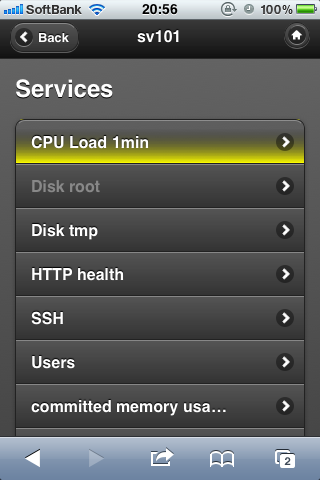 SoftBank 20:56 100%
Back sv101
Services
CPU Load 1min
Disk root
Disk tmp
HTTP health
SSH
Users
committed memory usa…
2